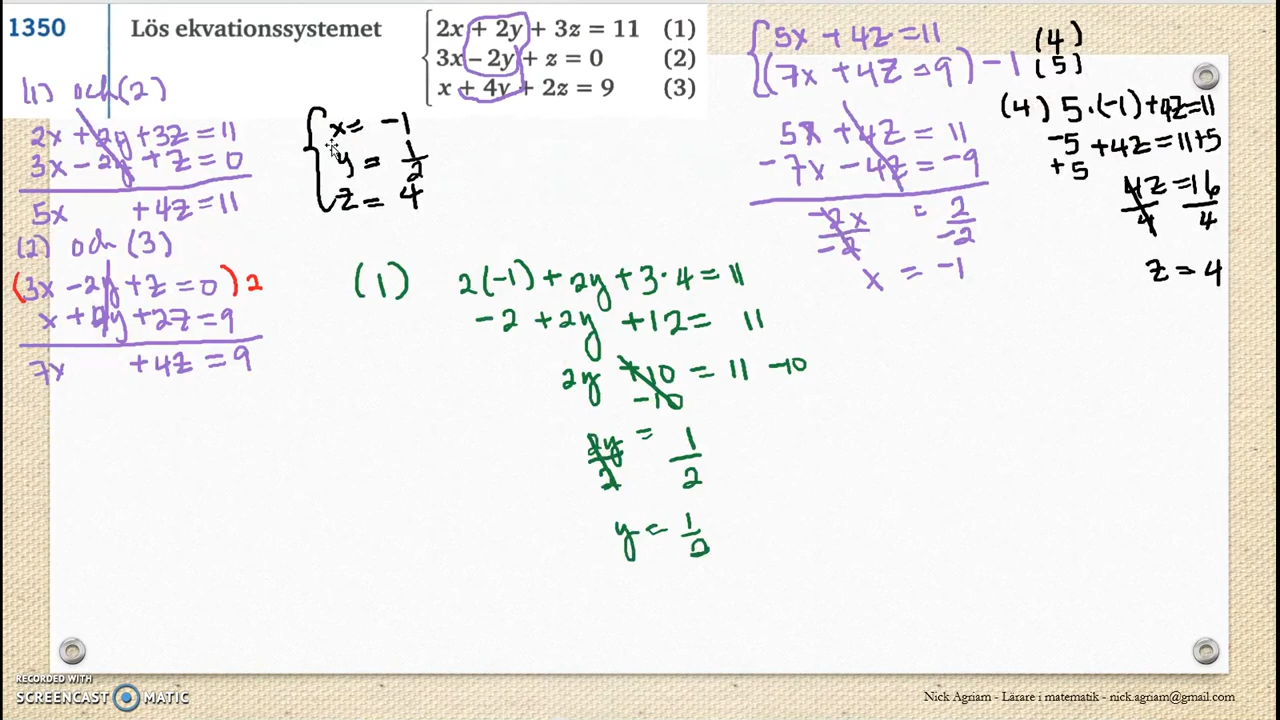 1350 Lös ekvationssystemet
2x + 2y + 3z = 11 (1)
3x − 2y + z = 0 (2)
x + 4y + 2z = 9 (3)
(1) och (2)
2x + 2y + 3z = 11
3x − 2y + z = 0
5x + 4z = 11
(2) och (3)
(3x − 2y + z = 0) 2
x + 4y + 2z = 9
7x + 4z = 9
x = −1
y = 1/2
z = 4
(1) 2(−1) + 2y + 3·4 = 11
−2 + 2y + 12 = 11
2y +10 = 11 −10
−10
2y/2 = 1/2
y = 1/2
5x + 4z = 11 (4)
(7x + 4z = 9) −1 (5)
5x + 4z = 11
−7x − 4z = −9
−2x/−2 = 2/−2
x = −1
(4) 5·(−1) + 4z = 11
−5 + 4z = 11 + 5
+5
4z/4 = 16/4
z = 4
RECORDED WITH
SCREENCAST MATIC
Nick Agriam - Lärare i matematik - nick.agriam@gmail.com